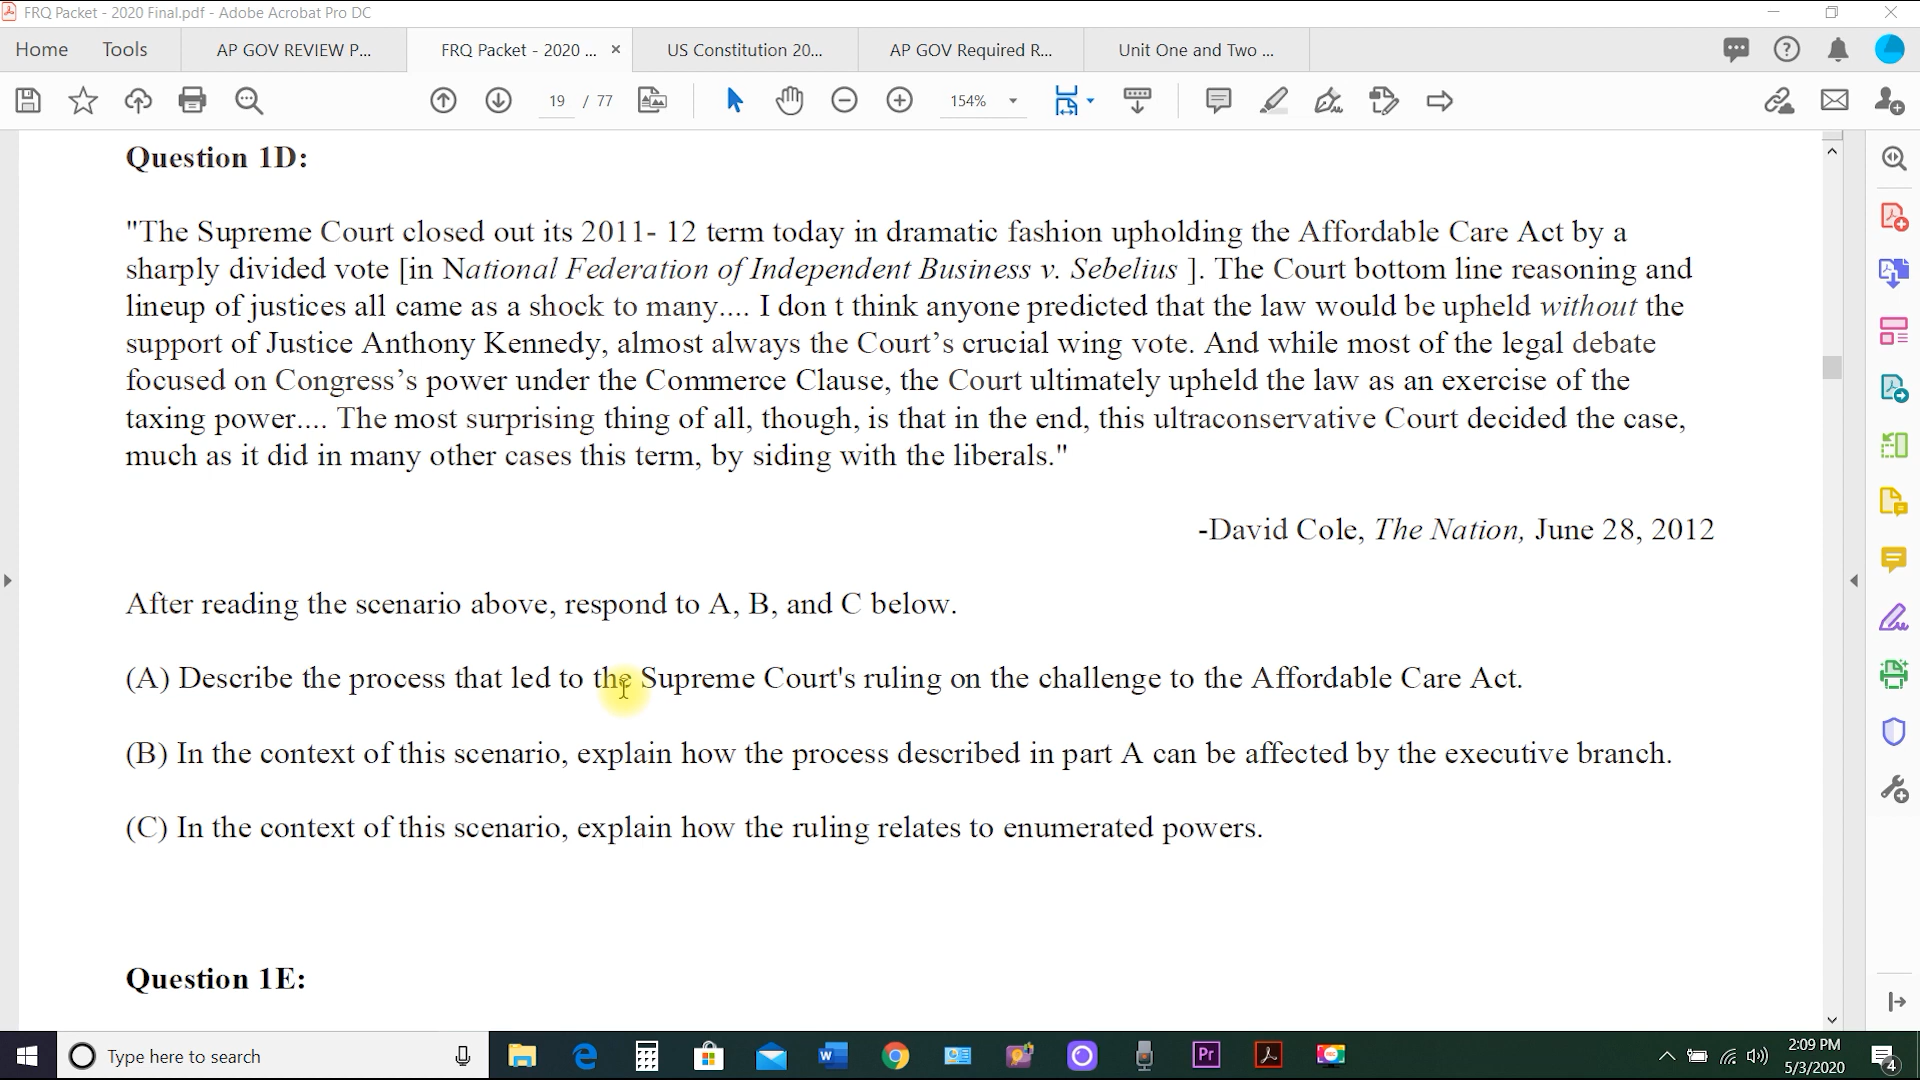 FRQ Packet - 2020 Final.pdf - Adobe Acrobat Pro DC
Home Tools AP GOV REVIEW P... FRQ Packet - 2020 ... × US Constitution 20... AP GOV Required R... Unit One and Two ...
19 / 77 154%
Question 1D:
"The Supreme Court closed out its 2011- 12 term today in dramatic fashion upholding the Affordable Care Act by a
sharply divided vote [in National Federation of Independent Business v. Sebelius ]. The Court bottom line reasoning and
lineup of justices all came as a shock to many.... I don t think anyone predicted that the law would be upheld without the
support of Justice Anthony Kennedy, almost always the Court's crucial wing vote. And while most of the legal debate
focused on Congress's power under the Commerce Clause, the Court ultimately upheld the law as an exercise of the
taxing power.... The most surprising thing of all, though, is that in the end, this ultraconservative Court decided the case,
much as it did in many other cases this term, by siding with the liberals."
-David Cole, The Nation, June 28, 2012
After reading the scenario above, respond to A, B, and C below.
(A) Describe the process that led to the Supreme Court's ruling on the challenge to the Affordable Care Act.
(B) In the context of this scenario, explain how the process described in part A can be affected by the executive branch.
(C) In the context of this scenario, explain how the ruling relates to enumerated powers.
Question 1E:
Type here to search
Pr
2:09 PM
5/3/2020
4